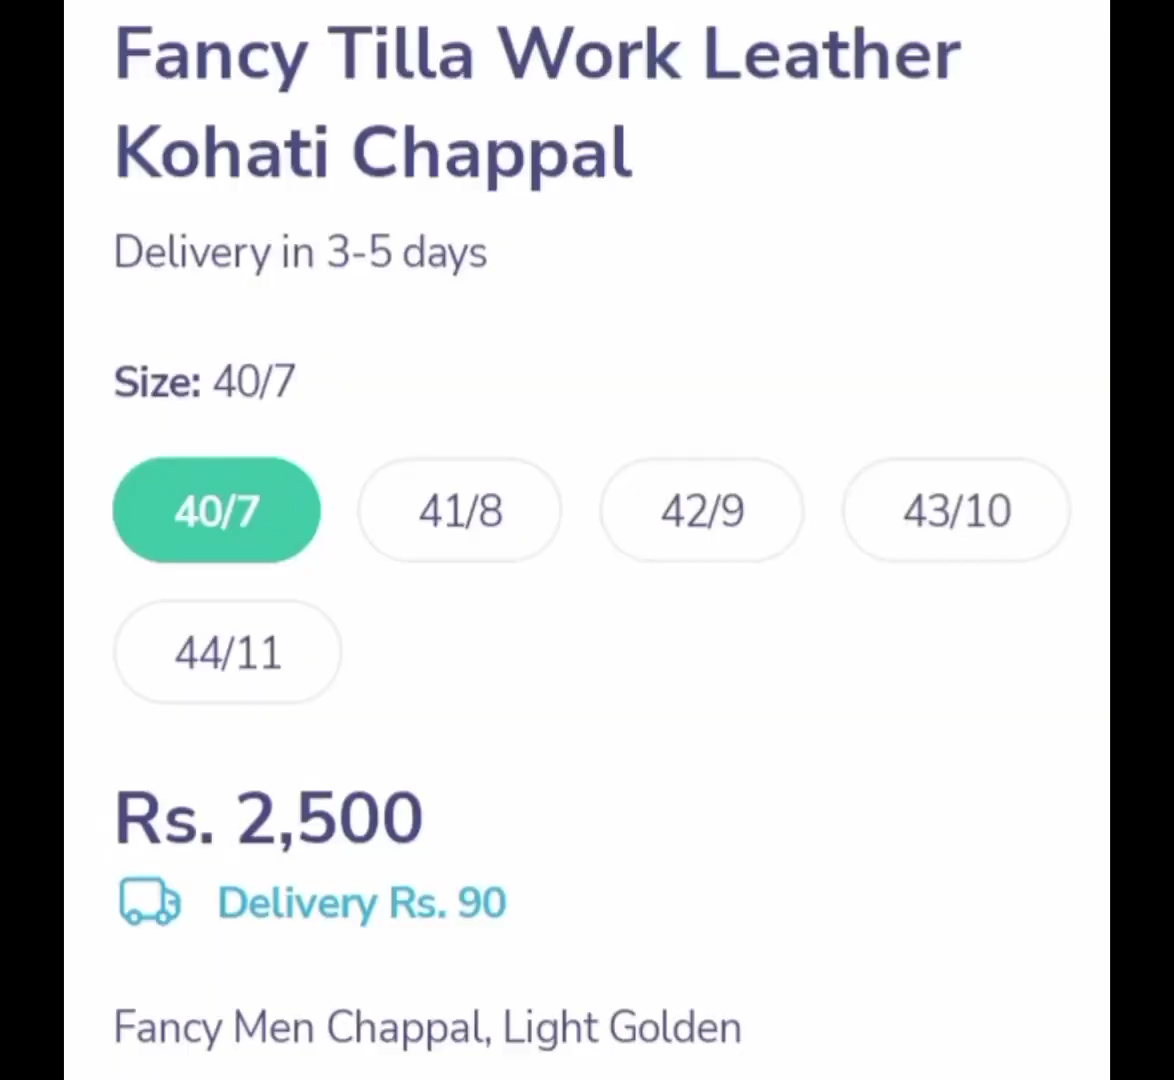 Fancy Tilla Work Leather
Kohati Chappal
Delivery in 3-5 days
Size: 40/7
40/7 41/8 42/9 43/10
44/11
Rs. 2,500
Delivery Rs. 90
Fancy Men Chappal, Light Golden